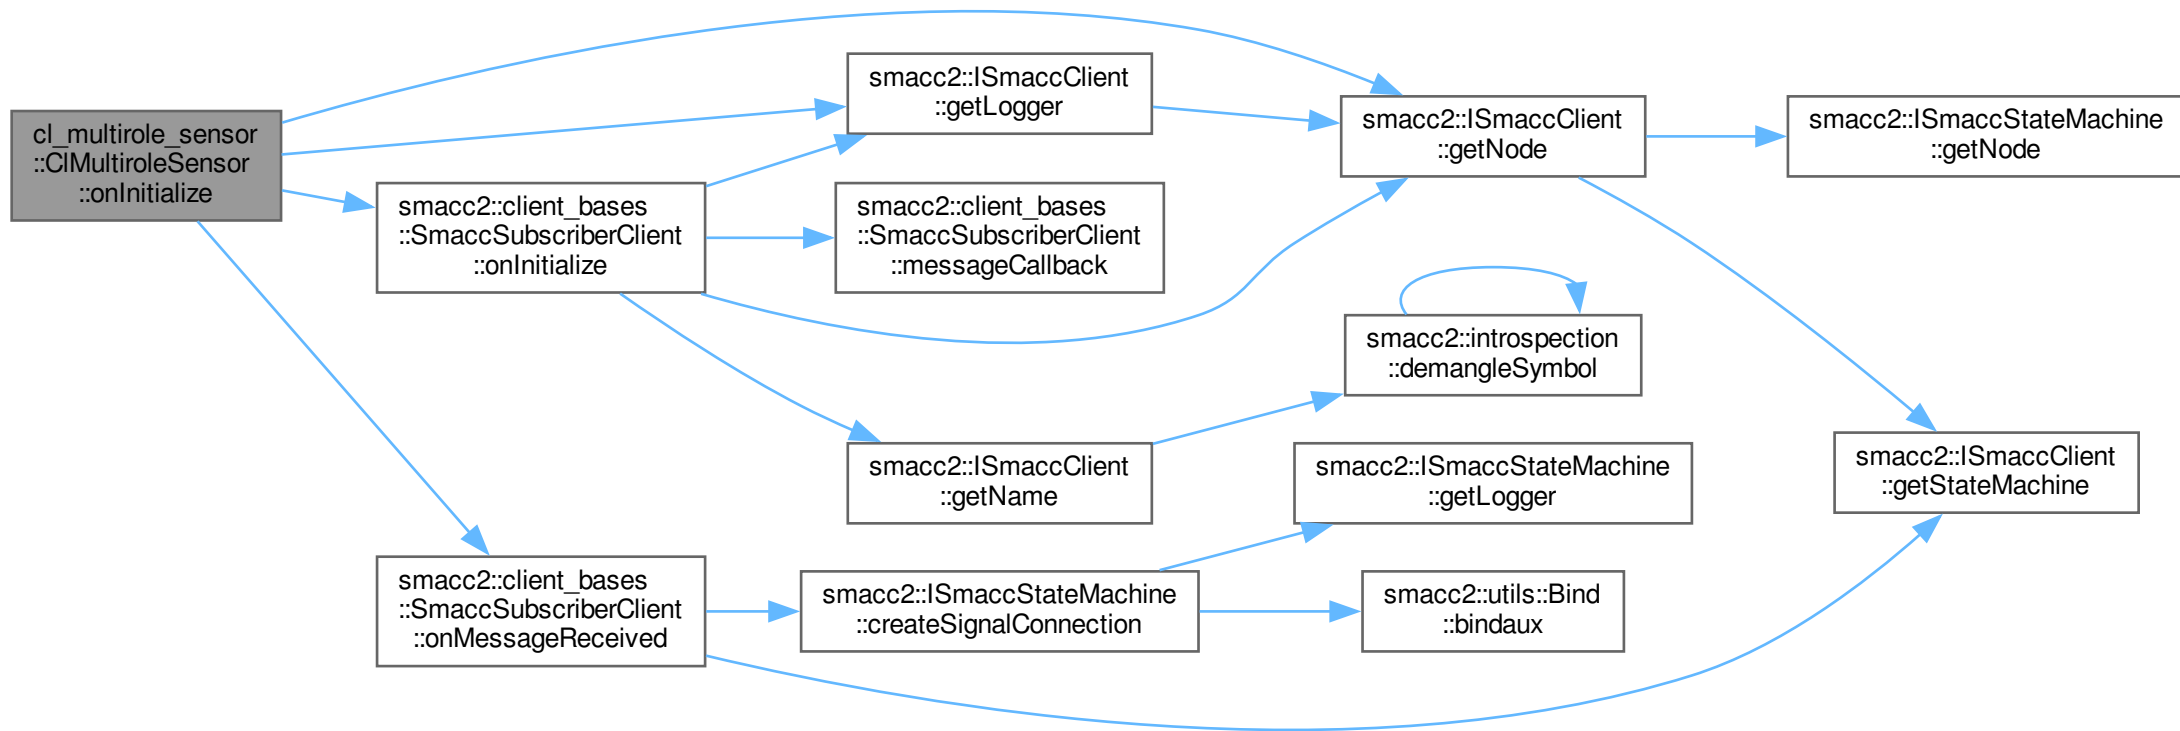 cl_multirole_sensor
::ClMultiroleSensor
::onInitialize
smacc2::ISmaccClient
::getLogger
smacc2::ISmaccClient
::getNode
smacc2::ISmaccStateMachine
::getNode
smacc2::client_bases
::SmaccSubscriberClient
::onInitialize
smacc2::client_bases
::SmaccSubscriberClient
::messageCallback
smacc2::introspection
::demangleSymbol
smacc2::ISmaccClient
::getName
smacc2::ISmaccStateMachine
::getLogger
smacc2::ISmaccClient
::getStateMachine
smacc2::client_bases
::SmaccSubscriberClient
::onMessageReceived
smacc2::ISmaccStateMachine
::createSignalConnection
smacc2::utils::Bind
::bindaux